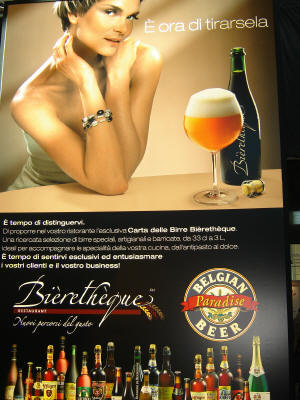 È ora di tirarsela
Bièrethèque
È tempo di distinguervi.
Di proporre nel vostro ristorante l'esclusiva Carta delle Birre Bièrethèque.
Una ricercata selezione di birre speciali, artigianali e barricate, da 33 cl a 3 L,
ideali per accompagnare le specialità della vostra cucina, dall'antipasto al dolce.
È tempo di sentirvi esclusivi ed entusiasmare
i vostri clienti e il vostro business!
Bièrethèque
RESTAURANT
Nuovi percorsi del gusto
BELGIAN
Paradise
BEER